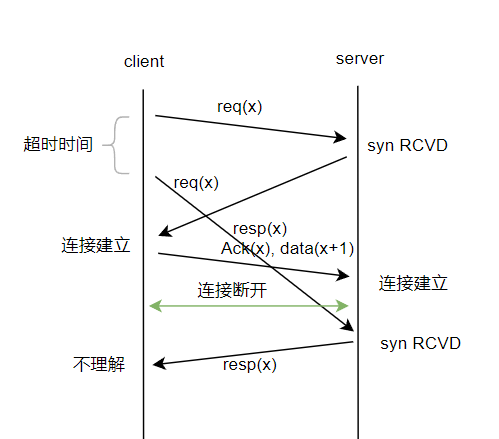 client
server
req(x)
超时时间
syn RCVD
req(x)
resp(x)
连接建立
Ack(x), data(x+1)
连接建立
连接断开
syn RCVD
不理解
resp(x)